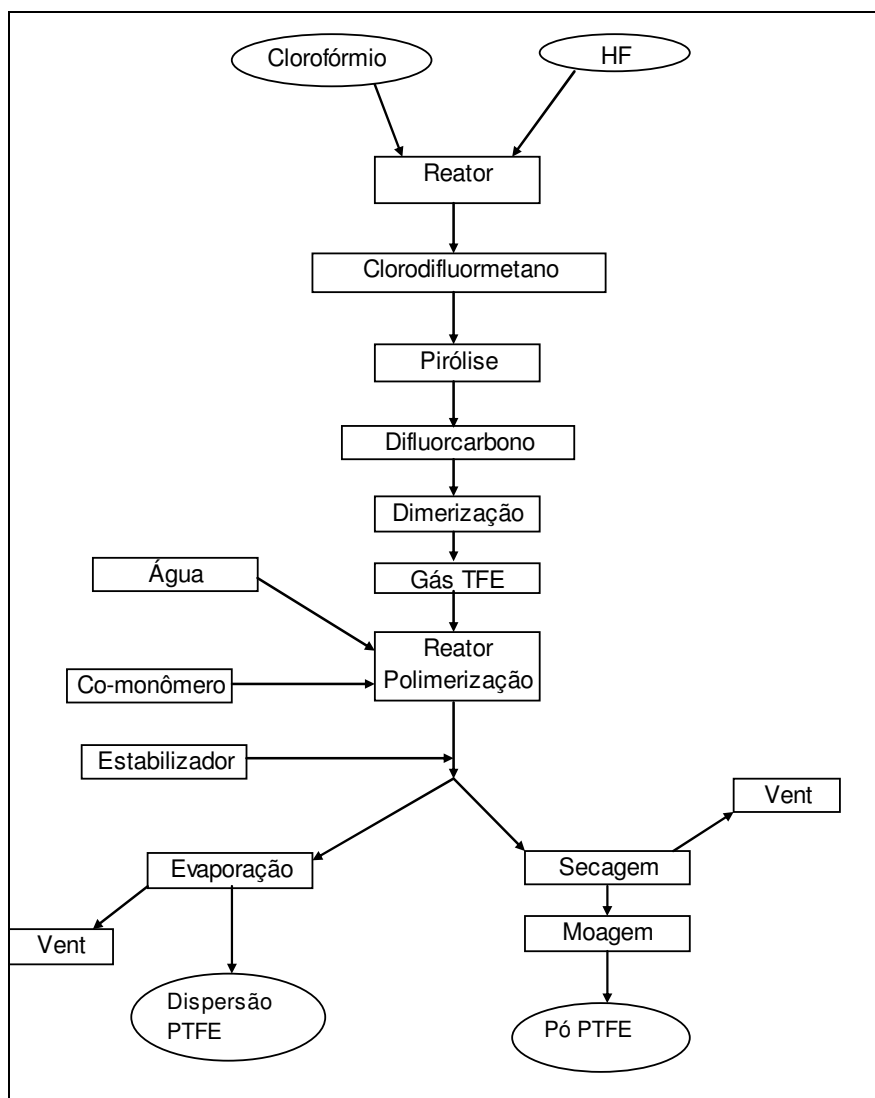 Clorofórmio
HF
Reator
Clorodifluormetano
Pirólise
Difluorcarbono
Dimerização
Água
Gás TFE
Reator
Polimerização
Co-monômero
Estabilizador
Vent
Evaporação
Secagem
Vent
Moagem
Dispersão
PTFE
Pó PTFE